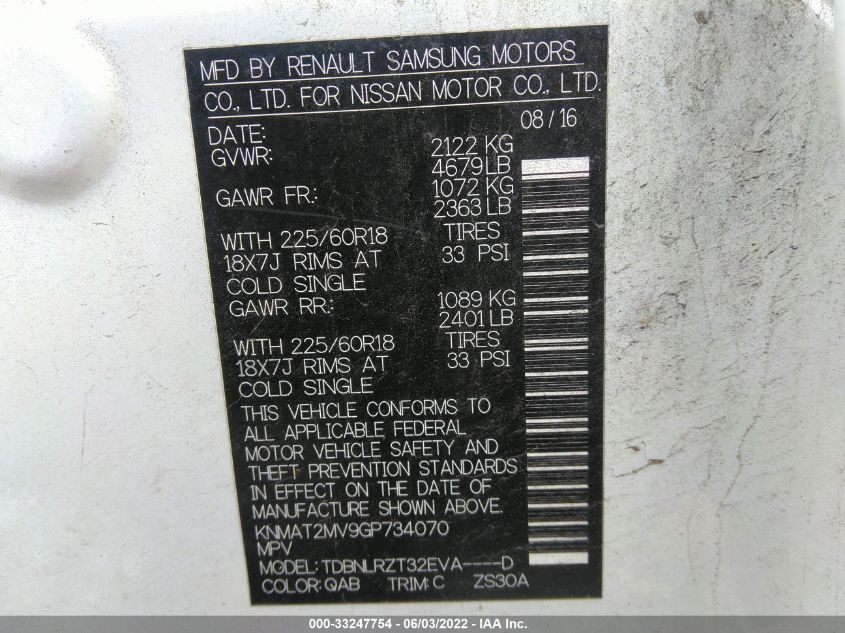 MFD BY RENAULT SAMSUNG MOTORS
CO., LTD. FOR NISSAN MOTOR CO., LTD.
DATE: 08/16
GVWR: 2122 KG
4679 LB
GAWR FR.: 1072 KG
2363 LB
WITH 225/60R18 TIRES
18X7J RIMS AT 33 PSI
COLD SINGLE
GAWR RR.: 1089 KG
2401 LB
WITH 225/60R18 TIRES
18X7J RIMS AT 33 PSI
COLD SINGLE
THIS VEHICLE CONFORMS TO
ALL APPLICABLE FEDERAL
MOTOR VEHICLE SAFETY AND
THEFT PREVENTION STANDARDS
IN EFFECT ON THE DATE OF
MANUFACTURE SHOWN ABOVE.
KNMAT2MV9GP734070
MPV
MODEL: TDBNLRZT32EVA----D
COLOR: QAB TRIM: C ZS30A
000-33247754 - 06/03/2022 - IAA Inc.